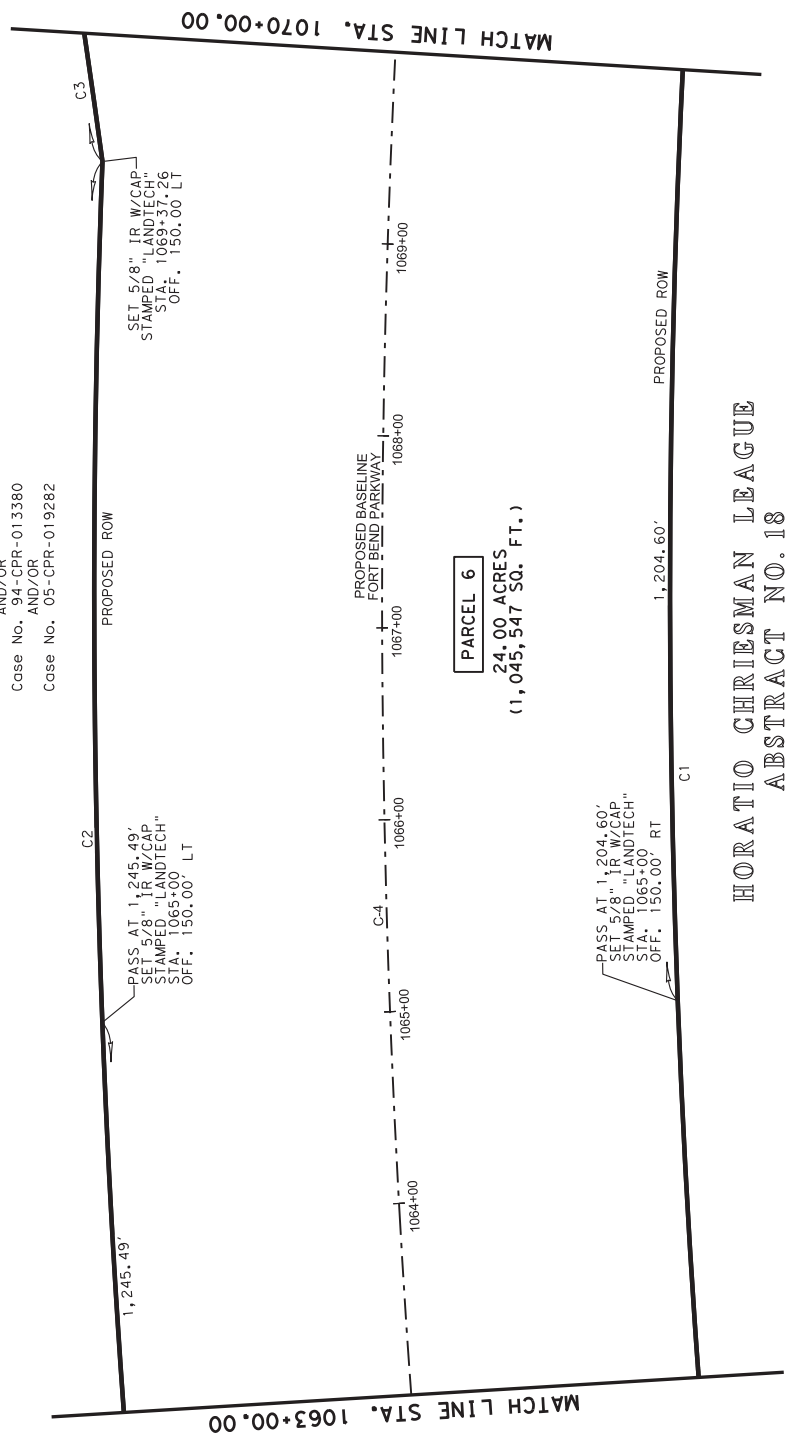 AND/OR
Case No. 94-CPR-013380
AND/OR
Case No. 05-CPR-019282
MATCH LINE STA. 1070+00.00
C3
SET 5/8" IR W/CAP
STAMPED "LANDTECH"
STA. 1069+37.26
OFF. 150.00 LT
PROPOSED ROW
C2
PASS AT 1,245.49'
SET 5/8" IR W/CAP
STAMPED "LANDTECH"
STA. 1065+00
OFF. 150.00' LT
1,245.49'
1069+00
1068+00
PROPOSED BASELINE
FORT BEND PARKWAY
1067+00
1066+00
C-4
1065+00
1064+00
PARCEL 6
24.00 ACRES
(1,045,547 SQ. FT.)
PROPOSED ROW
1,204.60'
C1
PASS AT 1,204.60'
SET 5/8" IR W/CAP
STAMPED "LANDTECH"
STA. 1065+00
OFF. 150.00' RT
MATCH LINE STA. 1063+00.00
HORATIO CHRIESMAN LEAGUE
ABSTRACT NO. 18